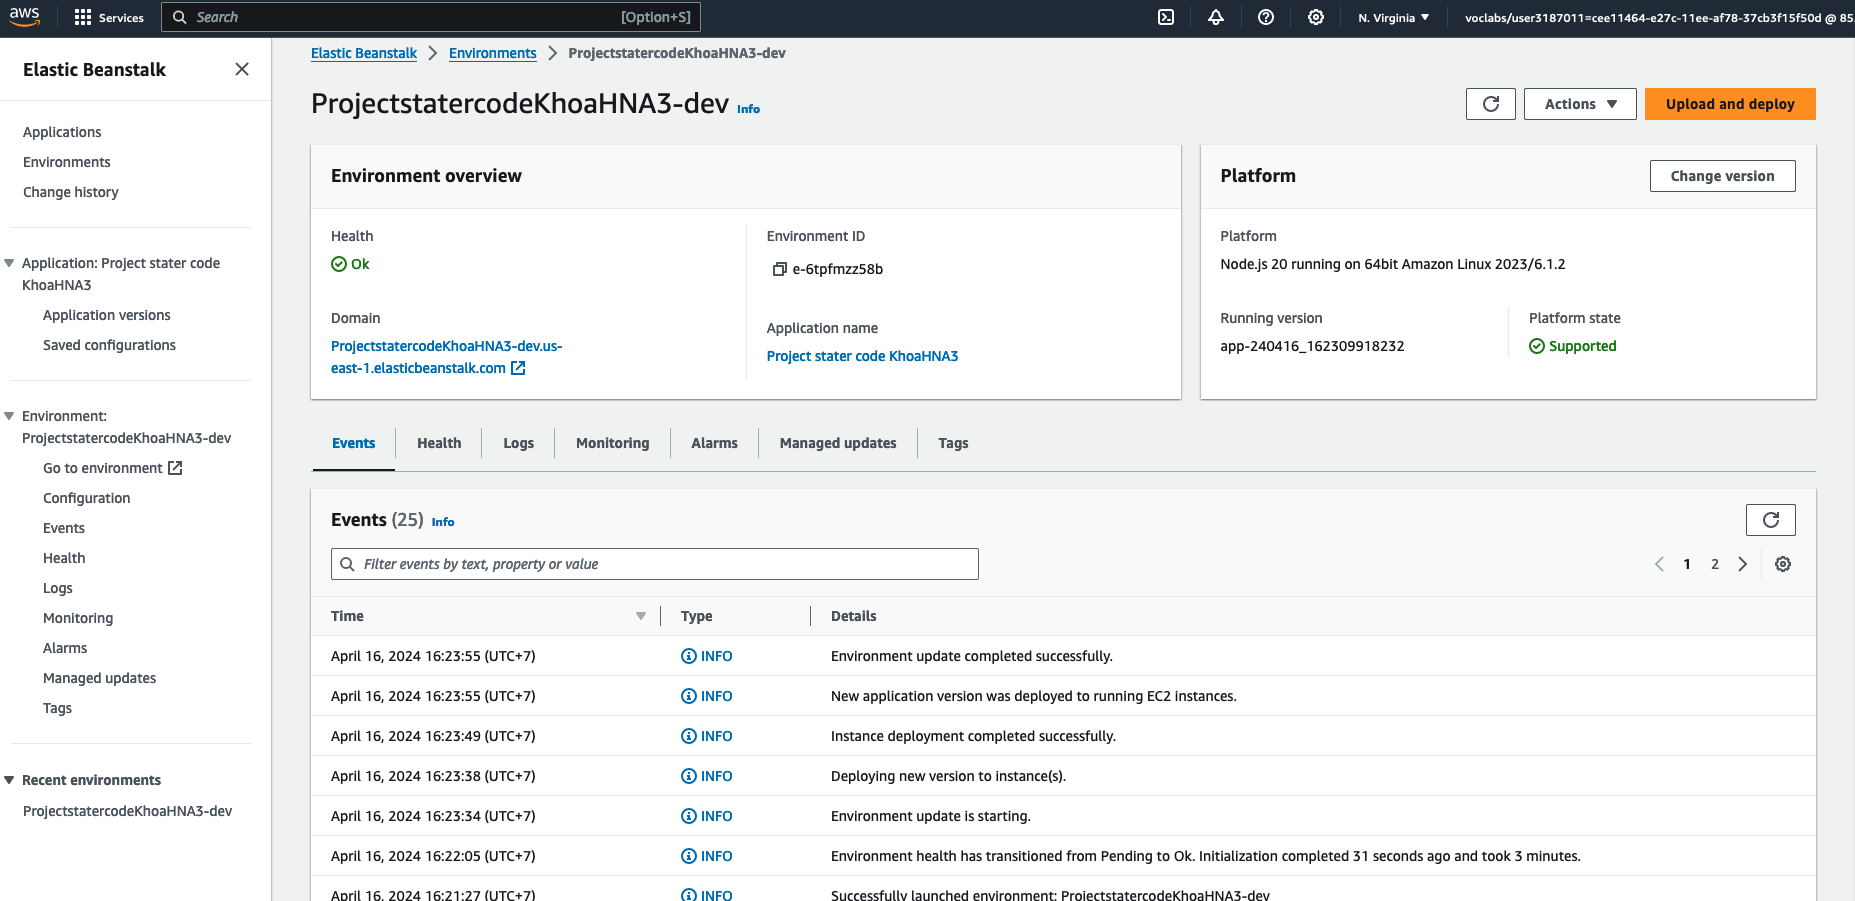 aws
Services
Search
[Option+S]
N. Virginia
voclabs/user3187011=cee11464-e27c-11ee-af78-37cb3f15f50d @ 85.
Elastic Beanstalk
Applications
Environments
Change history
Application: Project stater code
KhoaHNA3
Application versions
Saved configurations
Environment:
ProjectstatercodeKhoaHNA3-dev
Go to environment
Configuration
Events
Health
Logs
Monitoring
Alarms
Managed updates
Tags
Recent environments
ProjectstatercodeKhoaHNA3-dev
Elastic Beanstalk
Environments
ProjectstatercodeKhoaHNA3-dev
ProjectstatercodeKhoaHNA3-dev Info
Actions
Upload and deploy
Environment overview
Health
Ok
Environment ID
e-6tpfmzz58b
Domain
ProjectstatercodeKhoaHNA3-dev.us-
east-1.elasticbeanstalk.com
Application name
Project stater code KhoaHNA3
Platform
Change version
Platform
Node.js 20 running on 64bit Amazon Linux 2023/6.1.2
Running version
app-240416_162309918232
Platform state
Supported
Events
Health
Logs
Monitoring
Alarms
Managed updates
Tags
Events (25) Info
Filter events by text, property or value
1
2
Time Type Details
April 16, 2024 16:23:55 (UTC+7) INFO Environment update completed successfully.
April 16, 2024 16:23:55 (UTC+7) INFO New application version was deployed to running EC2 instances.
April 16, 2024 16:23:49 (UTC+7) INFO Instance deployment completed successfully.
April 16, 2024 16:23:38 (UTC+7) INFO Deploying new version to instance(s).
April 16, 2024 16:23:34 (UTC+7) INFO Environment update is starting.
April 16, 2024 16:22:05 (UTC+7) INFO Environment health has transitioned from Pending to Ok. Initialization completed 31 seconds ago and took 3 minutes.
April 16, 2024 16:21:27 (UTC+7) INFO Successfully launched environment: ProjectstatercodeKhoaHNA3-dev